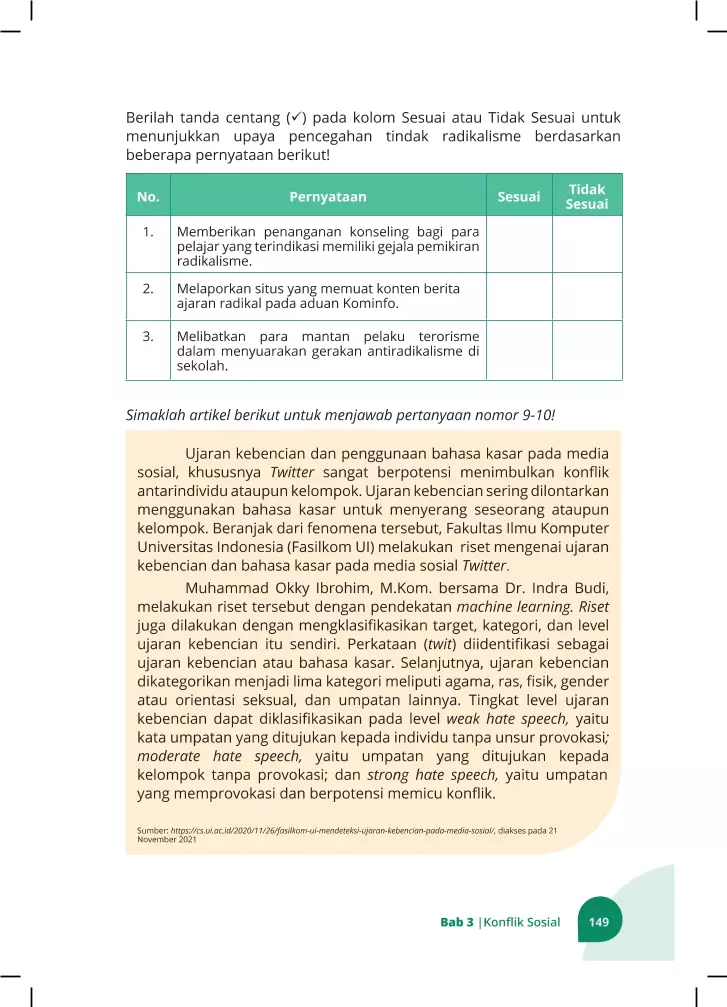 Berilah tanda centang (✓) pada kolom Sesuai atau Tidak Sesuai untuk
menunjukkan upaya pencegahan tindak radikalisme berdasarkan
beberapa pernyataan berikut!
No. Pernyataan Sesuai Tidak Sesuai
1. Memberikan penanganan konseling bagi para
pelajar yang terindikasi memiliki gejala pemikiran
radikalisme.
2. Melaporkan situs yang memuat konten berita
ajaran radikal pada aduan Kominfo.
3. Melibatkan para mantan pelaku terorisme
dalam menyuarakan gerakan antiradikalisme di
sekolah.
Simaklah artikel berikut untuk menjawab pertanyaan nomor 9-10!
Ujaran kebencian dan penggunaan bahasa kasar pada media
sosial, khususnya Twitter sangat berpotensi menimbulkan konflik
antarindividu ataupun kelompok. Ujaran kebencian sering dilontarkan
menggunakan bahasa kasar untuk menyerang seseorang ataupun
kelompok. Beranjak dari fenomena tersebut, Fakultas Ilmu Komputer
Universitas Indonesia (Fasilkom UI) melakukan riset mengenai ujaran
kebencian dan bahasa kasar pada media sosial Twitter.
Muhammad Okky Ibrohim, M.Kom. bersama Dr. Indra Budi,
melakukan riset tersebut dengan pendekatan machine learning. Riset
juga dilakukan dengan mengklasifikasikan target, kategori, dan level
ujaran kebencian itu sendiri. Perkataan (twit) diidentifikasi sebagai
ujaran kebencian atau bahasa kasar. Selanjutnya, ujaran kebencian
dikategorikan menjadi lima kategori meliputi agama, ras, fisik, gender
atau orientasi seksual, dan umpatan lainnya. Tingkat level ujaran
kebencian dapat diklasifikasikan pada level weak hate speech, yaitu
kata umpatan yang ditujukan kepada individu tanpa unsur provokasi;
moderate hate speech, yaitu umpatan yang ditujukan kepada
kelompok tanpa provokasi; dan strong hate speech, yaitu umpatan
yang memprovokasi dan berpotensi memicu konflik.
Sumber: https://cs.ui.ac.id/2020/11/26/fasilkom-ui-mendeteksi-ujaran-kebencian-pada-media-sosial/, diakses pada 21
November 2021
Bab 3 |Konflik Sosial 149